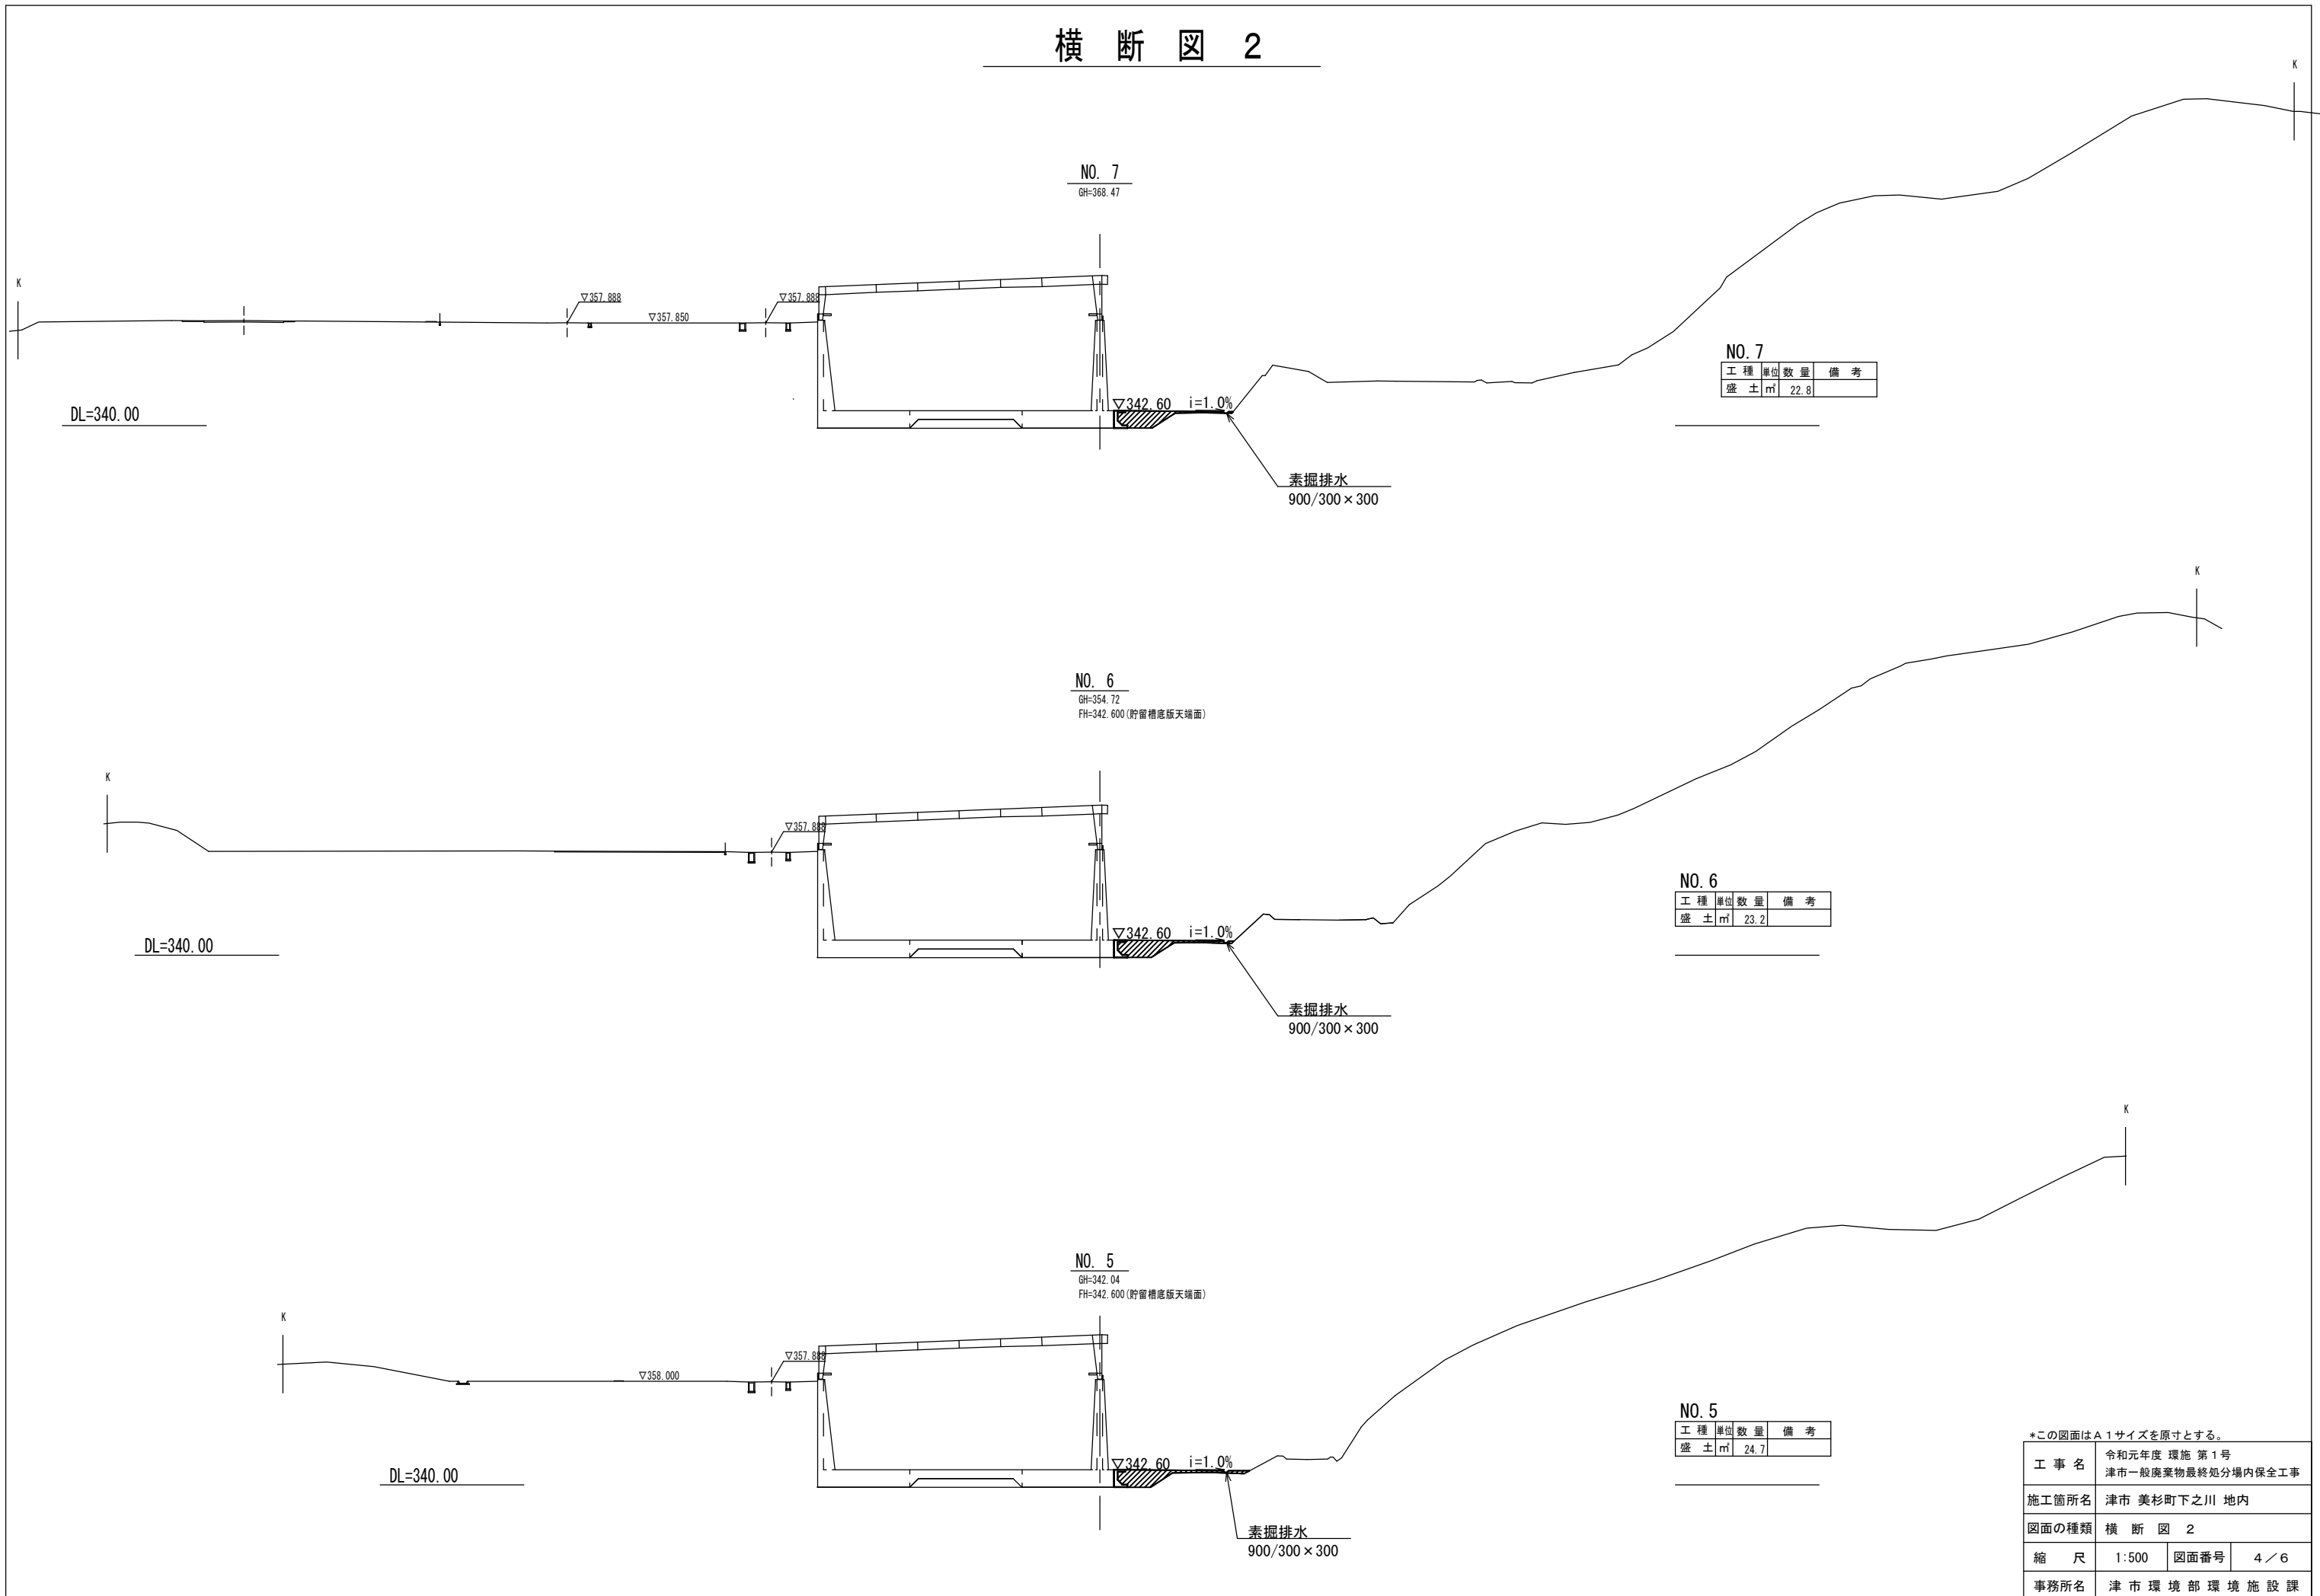 横 断 図 2
K
NO. 7
GH=368.47
K
▽357.888
▽357.888
▽357.850
NO.7
工 種 単位 数 量 備 考
盛 土 ㎡ 22.8
DL=340.00
▽342.60 i=1.0%
素掘排水
900/300×300
K
NO. 6
GH=354.72
FH=342.600(貯留槽底版天端面)
K
▽357.888
NO.6
工 種 単位 数 量 備 考
盛 土 ㎡ 23.2
DL=340.00
▽342.60 i=1.0%
素掘排水
900/300×300
K
NO. 5
GH=342.04
FH=342.600(貯留槽底版天端面)
K
▽357.888
▽358.000
NO.5
工 種 単位 数 量 備 考
盛 土 ㎡ 24.7
DL=340.00
▽342.60 i=1.0%
素掘排水
900/300×300
*この図面はA1サイズを原寸とする。
工 事 名 令和元年度 環施 第1号
津市一般廃棄物最終処分場内保全工事
施工箇所名 津市 美杉町下之川 地内
図面の種類 横 断 図 2
縮 尺 1:500 図面番号 4/6
事務所名 津 市 環 境 部 環 境 施 設 課